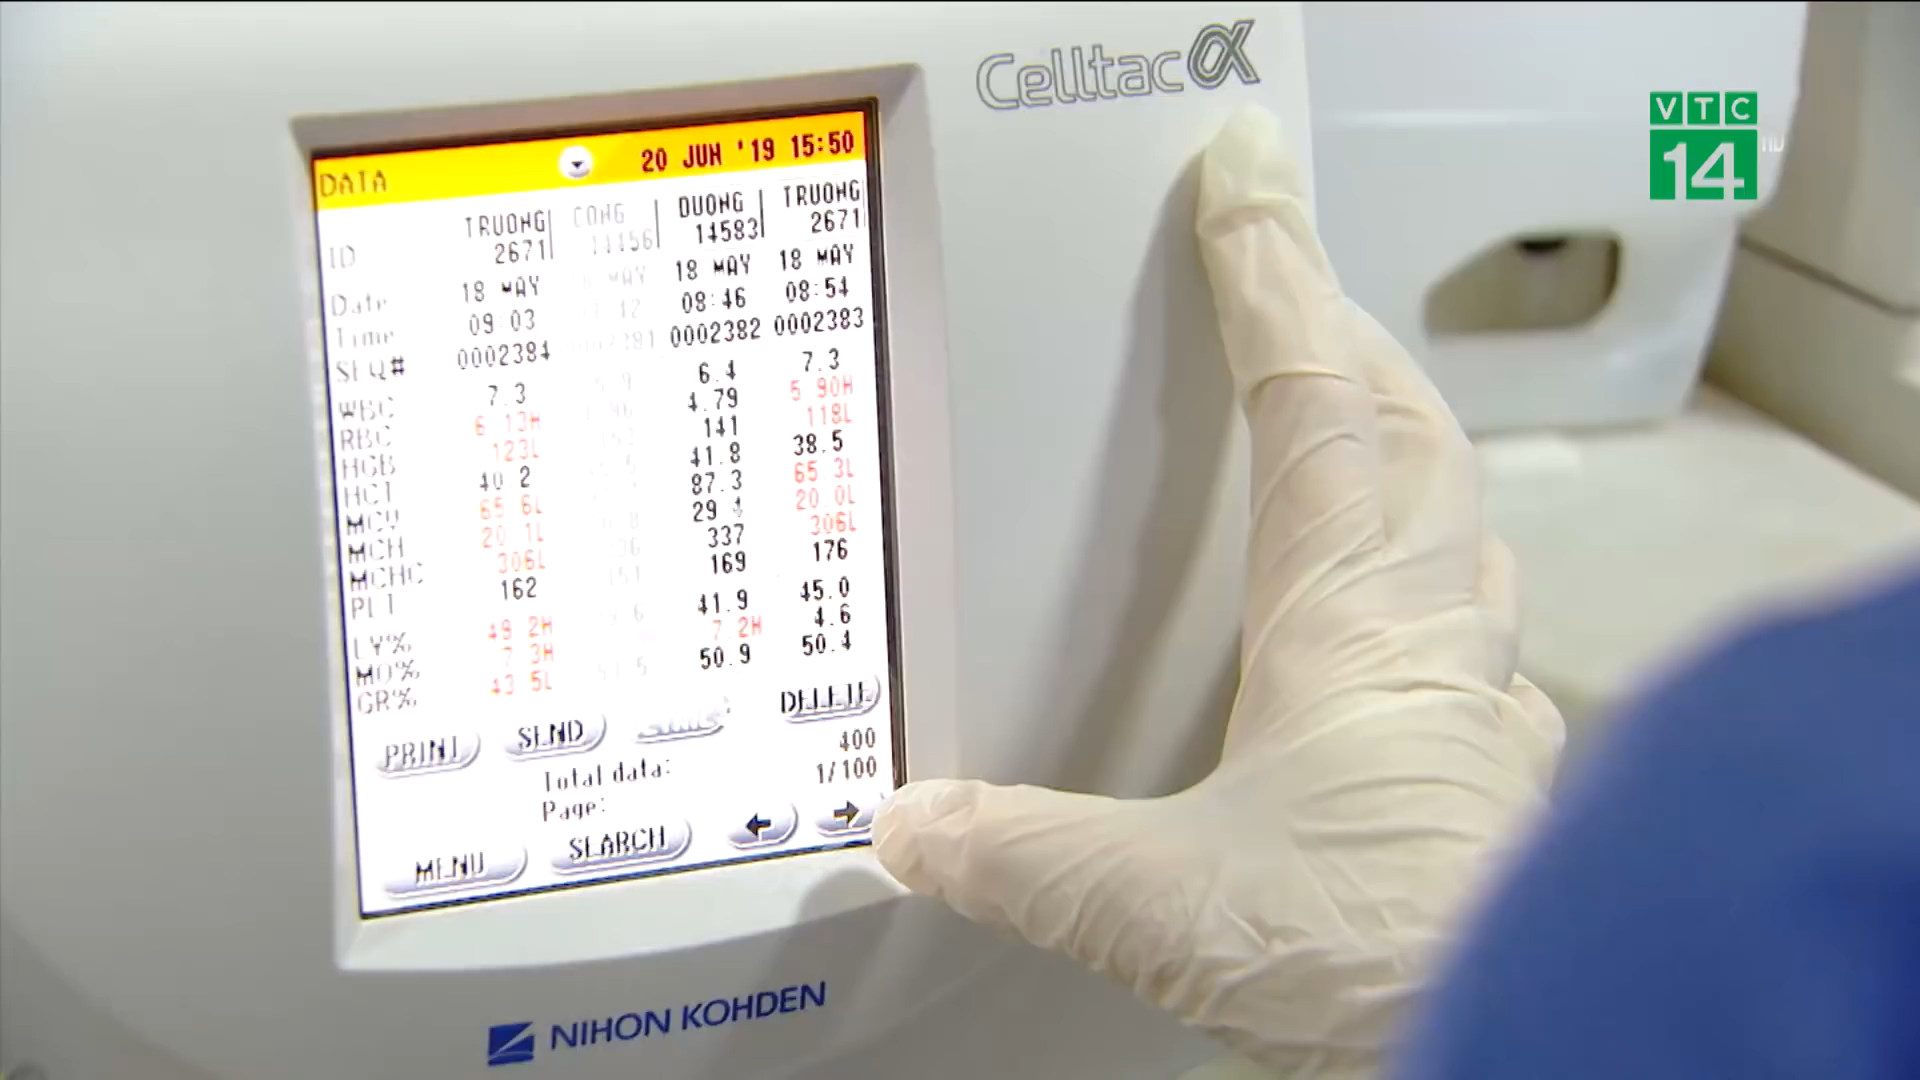 Celltac α
VTC
14
HD
DATA 20 JUN '19 15:50
ID TRUONG CONG DUONG TRUONG
2671 14456 14583 2671
Date 18 MAY MAY 18 MAY 18 MAY
Time 09:03 08:46 08:54
SEQ# 0002384 0002382 0002383
WBC 7.3 6.4 7.3
RBC 6.13H 4.79 5.90H
HGB 123L 141 118L
HCT 40.2 41.8 38.5
MCV 65.6L 87.3 65.3L
MCH 20.1L 29.4 20.0L
MCHC 306L 337 306L
PLT 162 169 176
LY% 49.2H 41.9 45.0
MO% 7.3H 7.2H 4.6
GR% 43.5L 50.9 50.4
PRINT SEND DELETE
Total data: 400
Page: 1/100
MENU SEARCH
NIHON KOHDEN